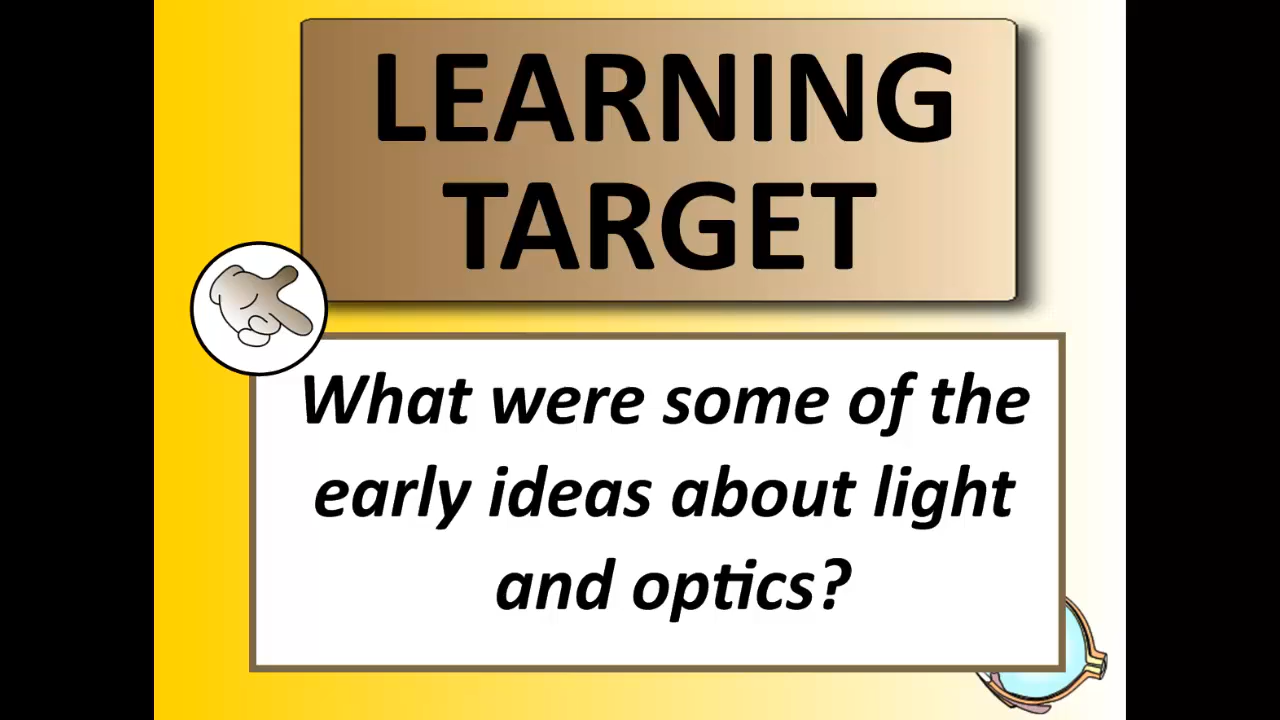 LEARNING
TARGET
What were some of the
early ideas about light
and optics?